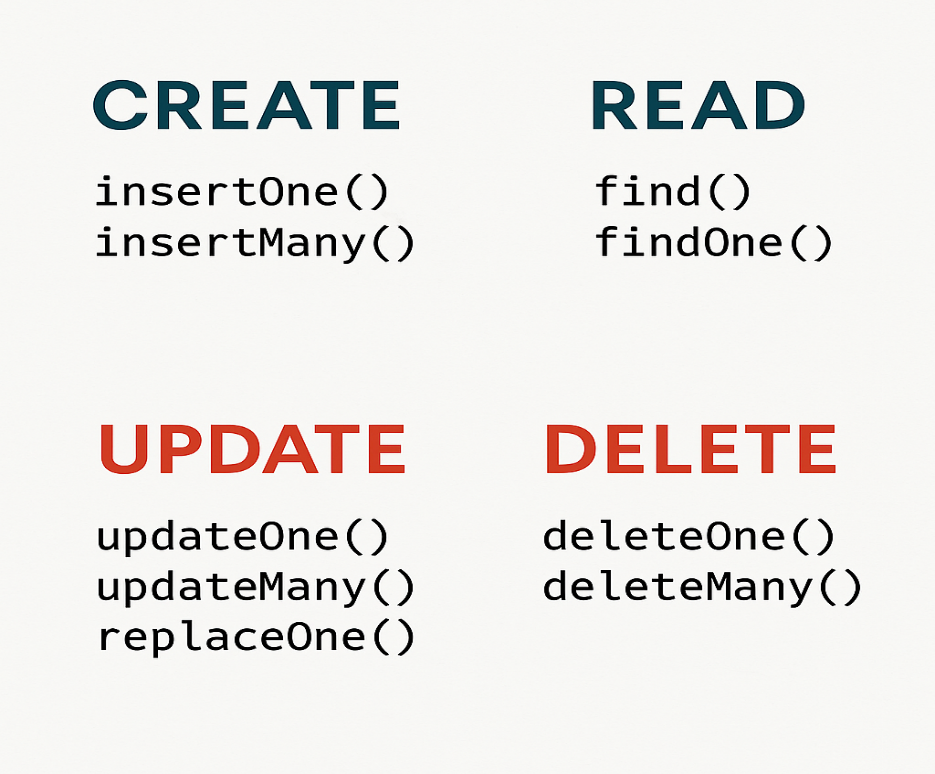 CREATE
insertOne()
insertMany()
READ
find()
findOne()
UPDATE
updateOne()
updateMany()
replaceOne()
DELETE
deleteOne()
deleteMany()